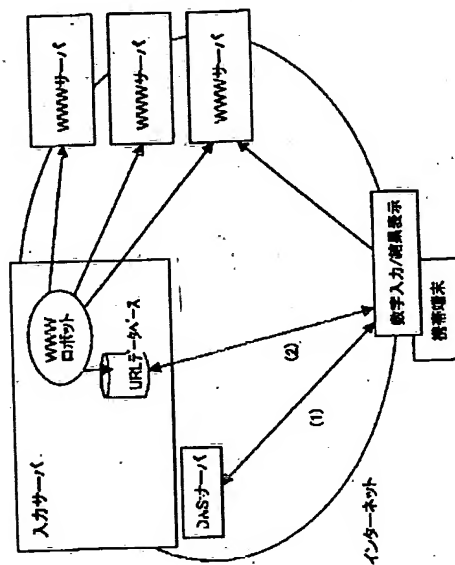 入力サーバ
WWW
ロボット
URLデータベース
WWWサーバ
WWWサーバ
WWWサーバ
DASサーバ
(2)
(1)
インターネット
数字入力/結果表示
携帯端末